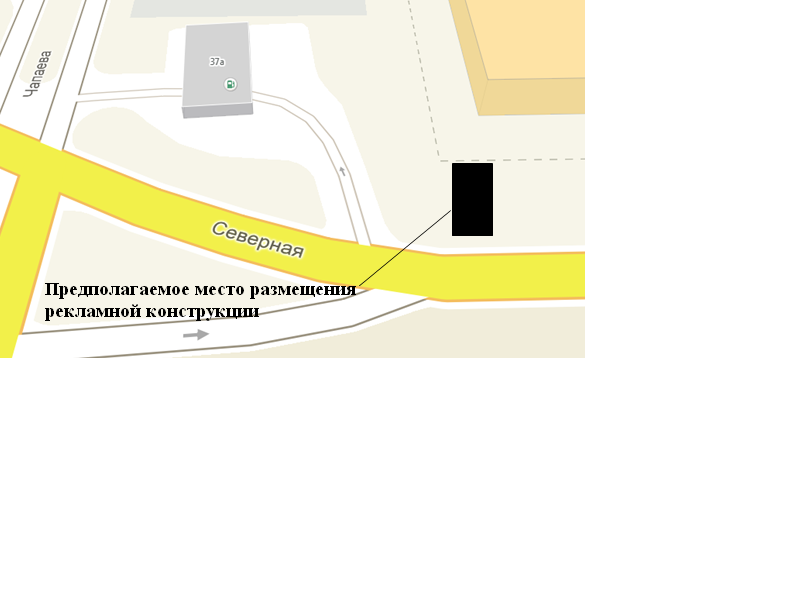 Чапаева
37а
Северная
Предполагаемое место размещения
рекламной конструкции